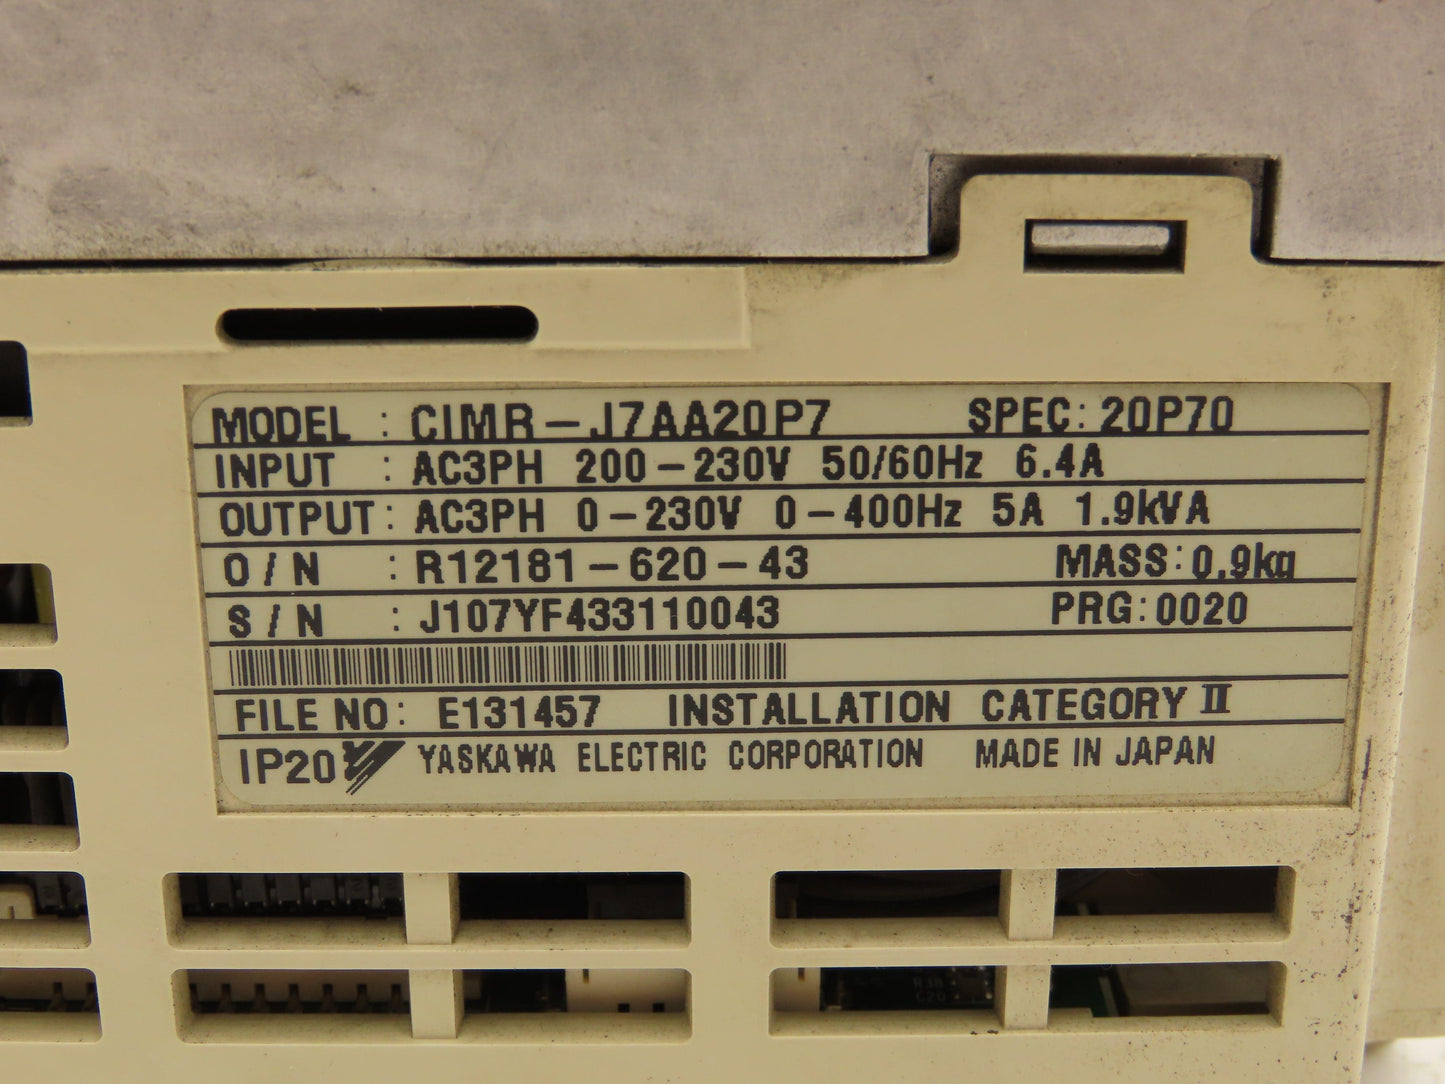 MODEL : CIMR-J7AA20P7 SPEC: 20P70
INPUT : AC3PH 200-230V 50/60Hz 6.4A
OUTPUT: AC3PH 0-230V 0-400Hz 5A 1.9kVA
O/N : R12181-620-43 MASS: 0.9kg
S/N : J107YF433110043 PRG: 0020
FILE NO: E131457 INSTALLATION CATEGORY II
IP20 YASKAWA ELECTRIC CORPORATION MADE IN JAPAN
R38
C20